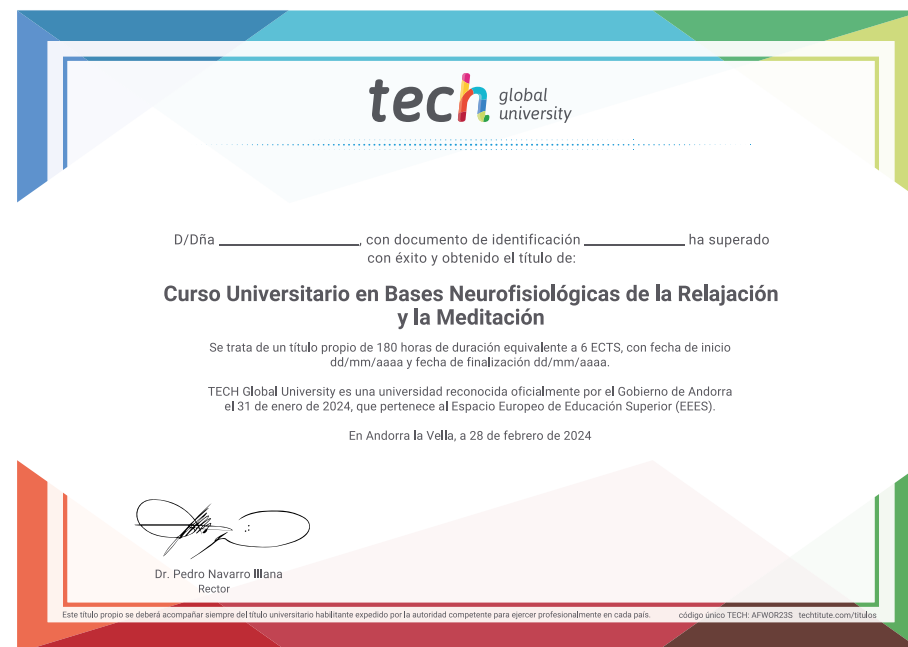 tech global university
D/Dña ____________________, con documento de identificación ______________ ha superado
con éxito y obtenido el título de:
Curso Universitario en Bases Neurofisiológicas de la Relajación
y la Meditación
Se trata de un título propio de 180 horas de duración equivalente a 6 ECTS, con fecha de inicio
dd/mm/aaaa y fecha de finalización dd/mm/aaaa.
TECH Global University es una universidad reconocida oficialmente por el Gobierno de Andorra
el 31 de enero de 2024, que pertenece al Espacio Europeo de Educación Superior (EEES).
En Andorra la Vella, a 28 de febrero de 2024
Dr. Pedro Navarro Illana
Rector
Este título propio se deberá acompañar siempre del título universitario habilitante expedido por la autoridad competente para ejercer profesionalmente en cada país. código único TECH: AFWOR23S techtitute.com/titulos